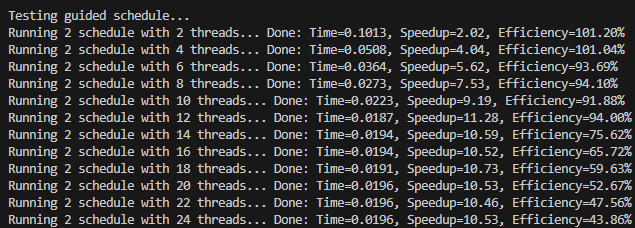 Testing guided schedule...
Running 2 schedule with 2 threads... Done: Time=0.1013, Speedup=2.02, Efficiency=101.20%
Running 2 schedule with 4 threads... Done: Time=0.0508, Speedup=4.04, Efficiency=101.04%
Running 2 schedule with 6 threads... Done: Time=0.0364, Speedup=5.62, Efficiency=93.69%
Running 2 schedule with 8 threads... Done: Time=0.0273, Speedup=7.53, Efficiency=94.10%
Running 2 schedule with 10 threads... Done: Time=0.0223, Speedup=9.19, Efficiency=91.88%
Running 2 schedule with 12 threads... Done: Time=0.0187, Speedup=11.28, Efficiency=94.00%
Running 2 schedule with 14 threads... Done: Time=0.0194, Speedup=10.59, Efficiency=75.62%
Running 2 schedule with 16 threads... Done: Time=0.0194, Speedup=10.52, Efficiency=65.72%
Running 2 schedule with 18 threads... Done: Time=0.0191, Speedup=10.73, Efficiency=59.63%
Running 2 schedule with 20 threads... Done: Time=0.0196, Speedup=10.53, Efficiency=52.67%
Running 2 schedule with 22 threads... Done: Time=0.0196, Speedup=10.46, Efficiency=47.56%
Running 2 schedule with 24 threads... Done: Time=0.0196, Speedup=10.53, Efficiency=43.86%